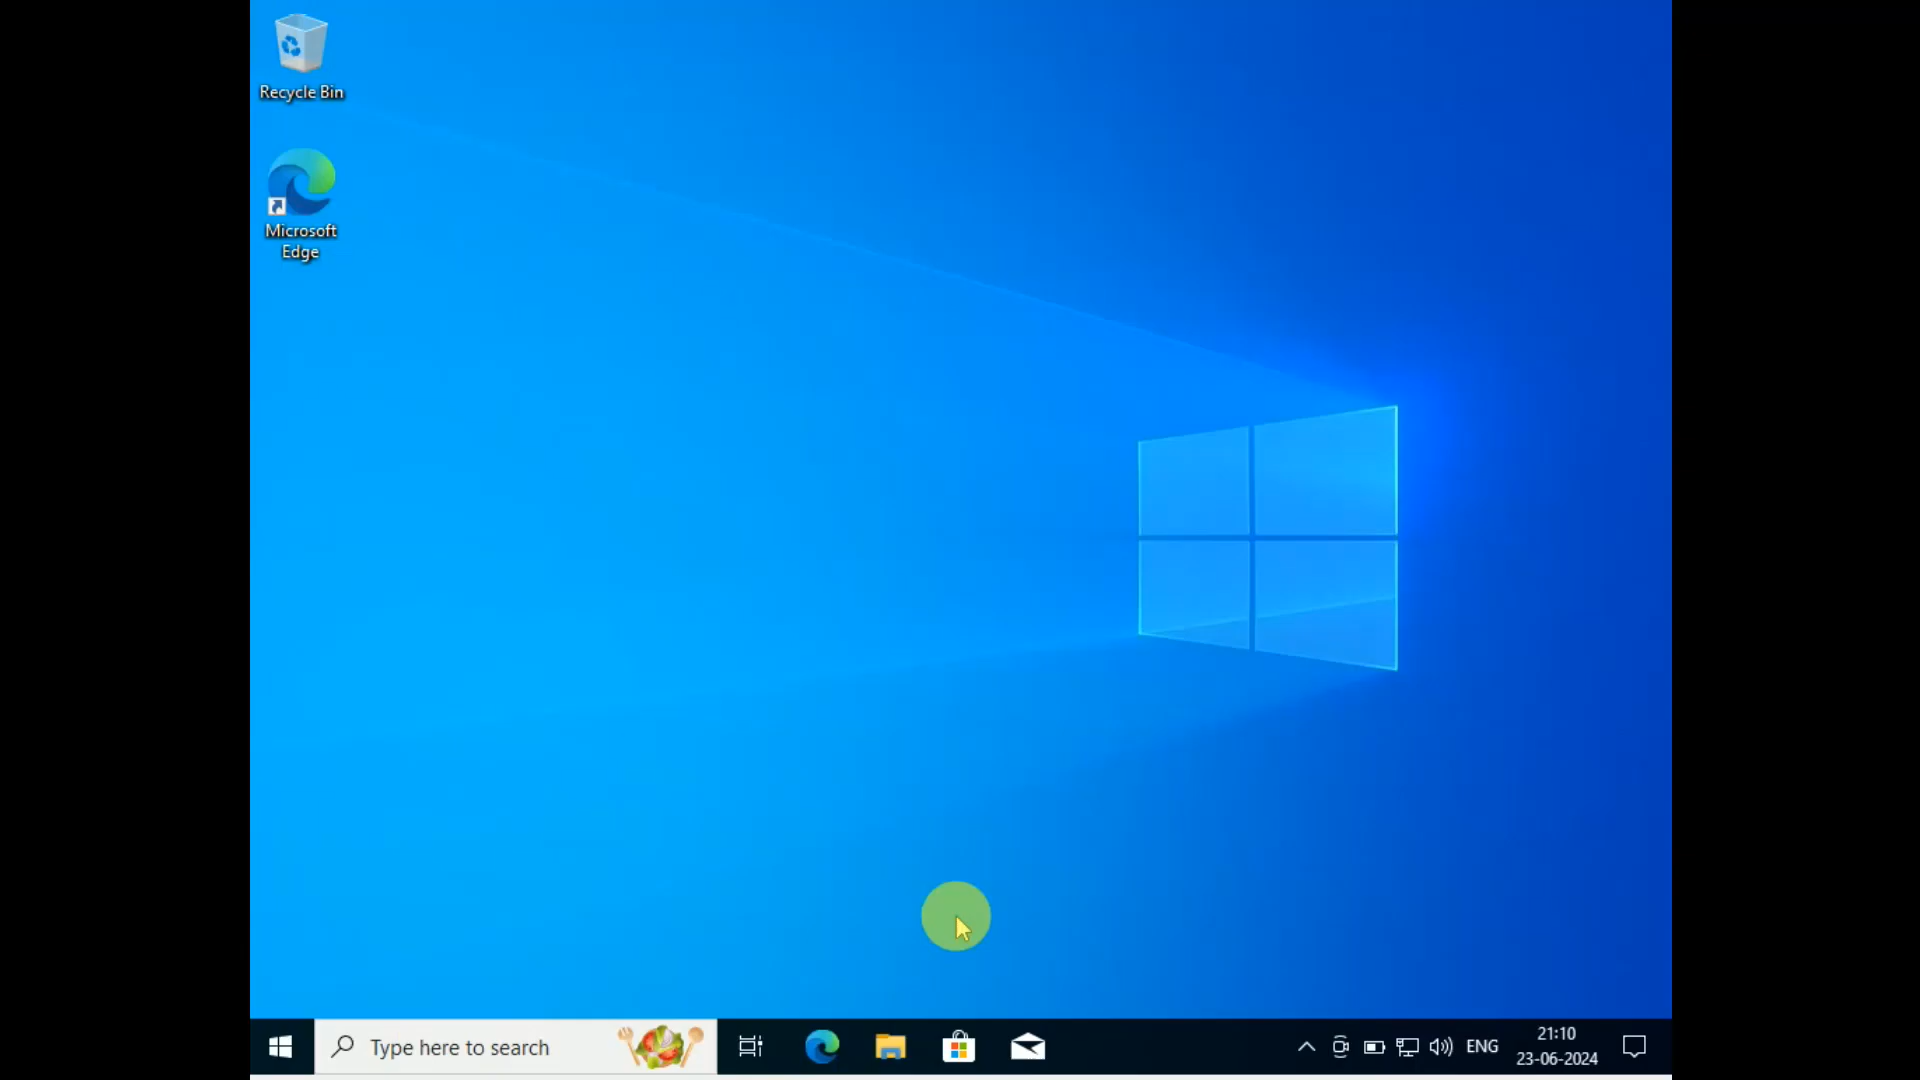 Recycle Bin
Microsoft
Edge
Type here to search
ENG
21:10
23-06-2024